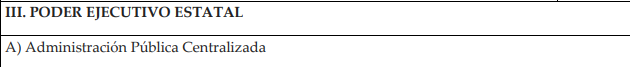 III. PODER EJECUTIVO ESTATAL
A) Administración Pública Centralizada